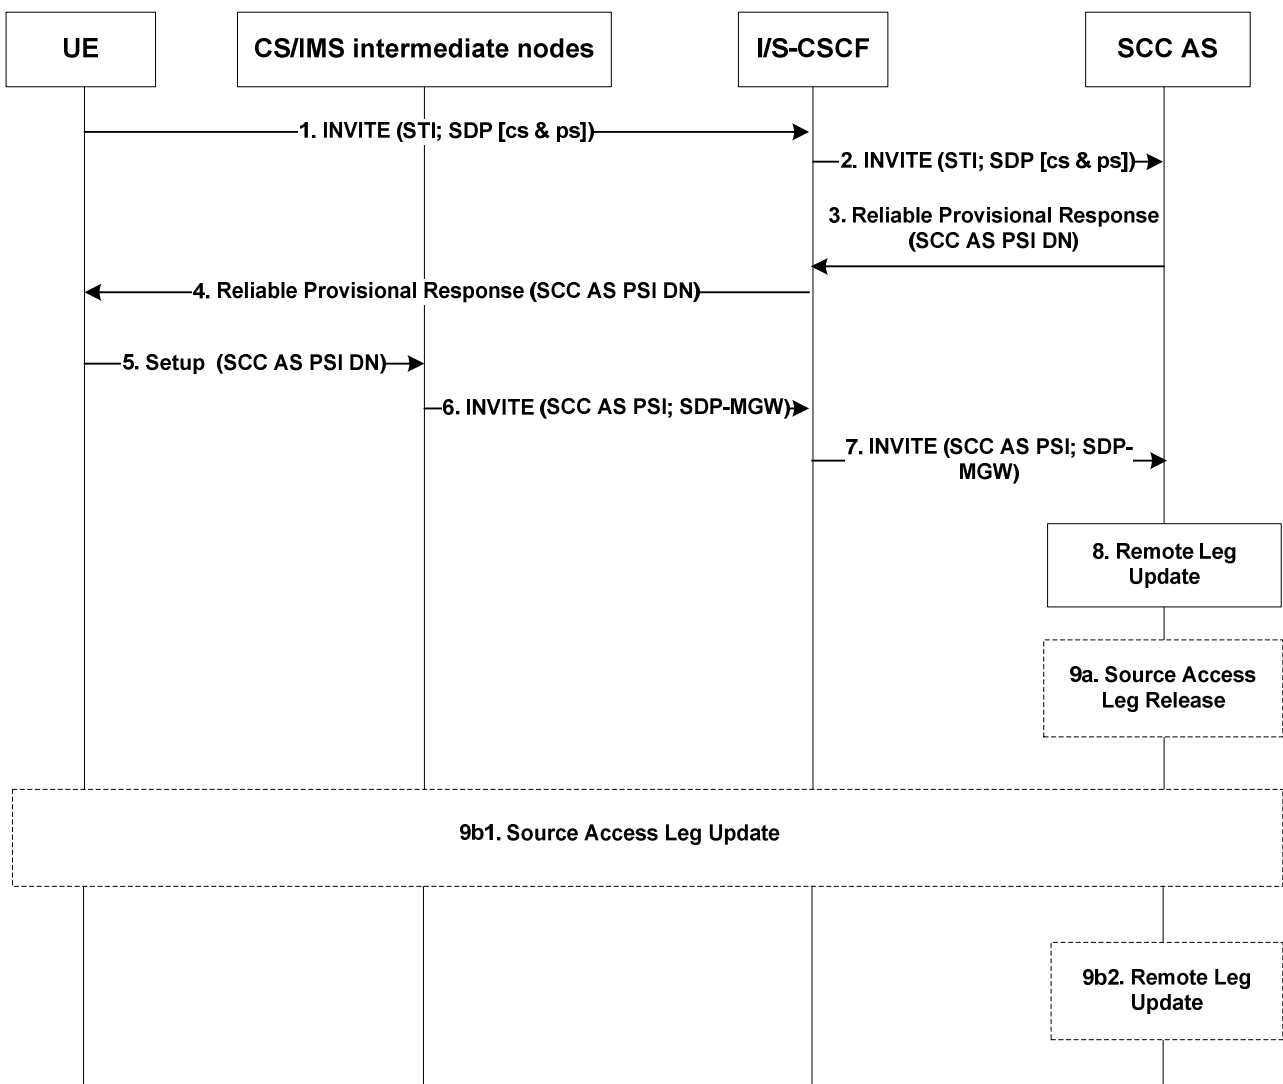 UE
CS/IMS intermediate nodes
I/S-CSCF
SCC AS
1. INVITE (STI; SDP [cs & ps])
2. INVITE (STI; SDP [cs & ps])
3. Reliable Provisional Response
(SCC AS PSI DN)
4. Reliable Provisional Response (SCC AS PSI DN)
5. Setup (SCC AS PSI DN)
6. INVITE (SCC AS PSI; SDP-MGW)
7. INVITE (SCC AS PSI; SDP-
MGW)
8. Remote Leg
Update
9a. Source Access
Leg Release
9b1. Source Access Leg Update
9b2. Remote Leg
Update